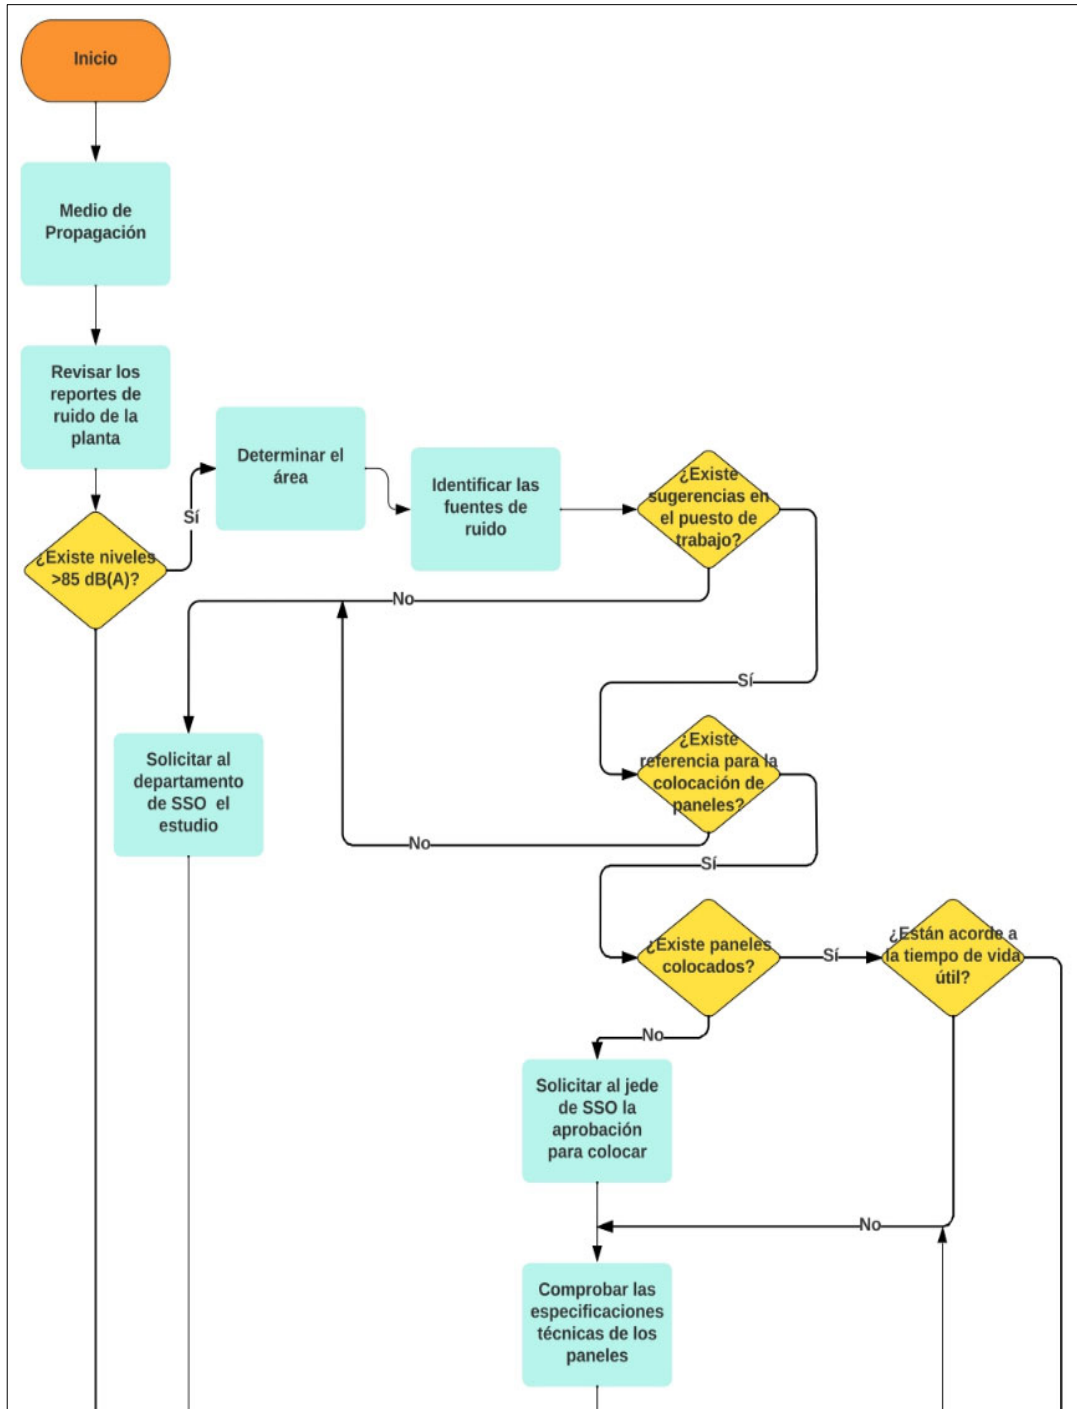 Inicio
Medio de
Propagación
Revisar los
reportes de
ruido de la
planta
¿Existe niveles
>85 dB(A)?
Sí
Determinar el
área
Identificar las
fuentes de
ruido
¿Existe
sugerencias en
el puesto de
trabajo?
No
Sí
Solicitar al
departamento
de SSO el
estudio
¿Existe
referencia para la
colocación de
paneles?
No
Sí
¿Existe paneles
colocados?
Sí
¿Están acorde a
la tiempo de vida
útil?
No
Solicitar al jede
de SSO la
aprobación
para colocar
No
Comprobar las
especificaciones
técnicas de los
paneles